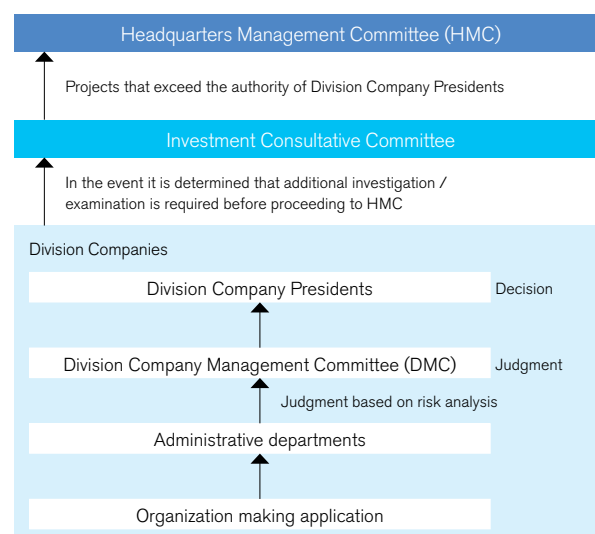 Headquarters Management Committee (HMC)
Projects that exceed the authority of Division Company Presidents
Investment Consultative Committee
In the event it is determined that additional investigation /
examination is required before proceeding to HMC
Division Companies
Division Company Presidents
Decision
Division Company Management Committee (DMC)
Judgment
Judgment based on risk analysis
Administrative departments
Organization making application